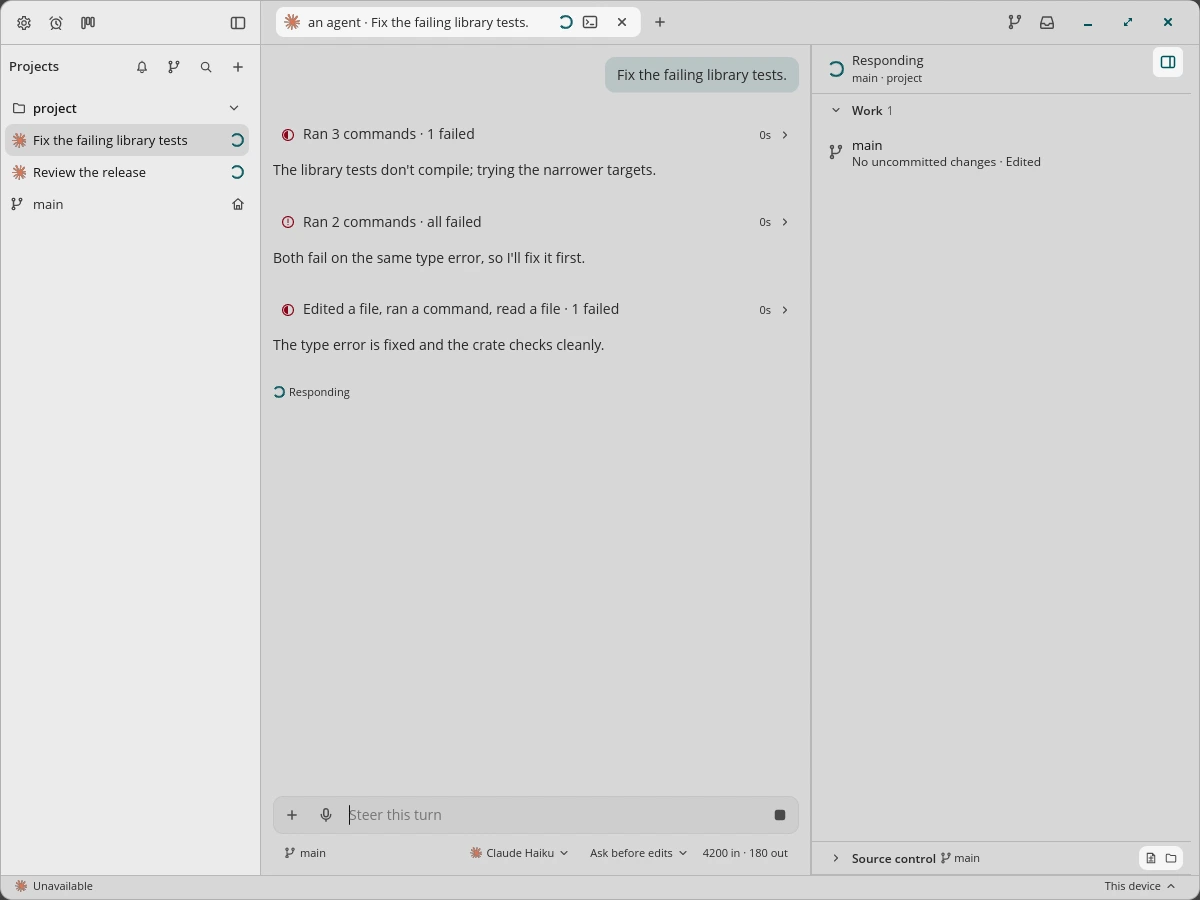 an agent · Fix the failing library tests.
Projects
project
Fix the failing library tests
Review the release
main
Fix the failing library tests.
Ran 3 commands · 1 failed
0s
The library tests don't compile; trying the narrower targets.
Ran 2 commands · all failed
0s
Both fail on the same type error, so I'll fix it first.
Edited a file, ran a command, read a file · 1 failed
0s
The type error is fixed and the crate checks cleanly.
Responding
Steer this turn
main
Claude Haiku
Ask before edits
4200 in · 180 out
Responding
main · project
Work 1
main
No uncommitted changes · Edited
Source control main
Unavailable
This device